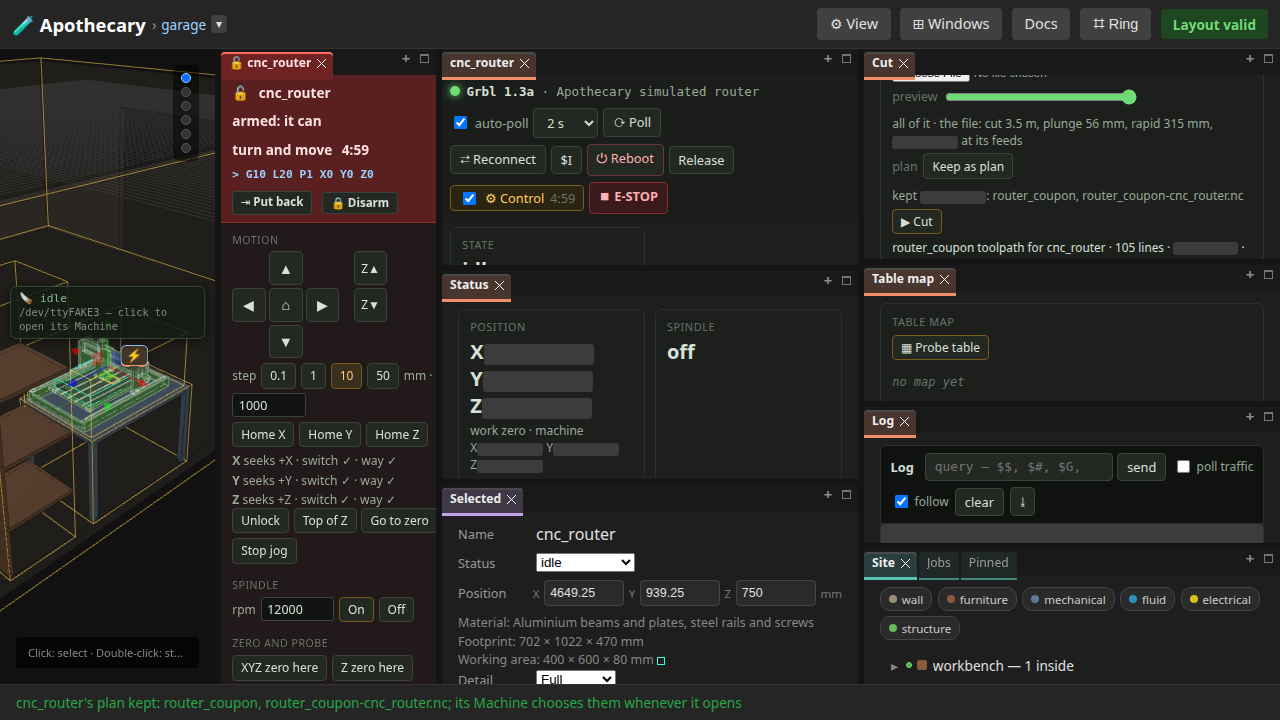 🧪 Apothecary › garage ▾
⚙ View
⊞ Windows
Docs
⌗ Ring
Layout valid
idle
/dev/ttyFAKE3 — click to
open its Machine
Click: select · Double-click: st…
🔓 cnc_router
🔓 cnc_router
armed: it can
turn and move 4:59
> G10 L20 P1 X0 Y0 Z0
⇥ Put back
🔒 Disarm
MOTION
▲ Z▲
◀ ⌂ ▶ Z▼
▼
step 0.1 1 10 50 mm ·
1000
Home X Home Y Home Z
X seeks +X · switch ✓ · way ✓
Y seeks +Y · switch ✓ · way ✓
Z seeks +Z · switch ✓ · way ✓
Unlock Top of Z Go to zero
Stop jog
SPINDLE
rpm 12000 On Off
ZERO AND PROBE
XYZ zero here Z zero here
cnc_router
Grbl 1.3a · Apothecary simulated router
auto-poll 2 s ⟳ Poll
⇄ Reconnect $I ⏻ Reboot Release
⚙ Control 4:59 ■ E-STOP
STATE
Status
POSITION
X
Y
Z
work zero · machine
X Y
Z
SPINDLE
off
Selected
Name cnc_router
Status idle
Position X 4649.25 Y 939.25 Z 750 mm
Material: Aluminium beams and plates, steel rails and screws
Footprint: 702 × 1022 × 470 mm
Working area: 400 × 600 × 80 mm
Detail Full
Cut
preview
all of it · the file: cut 3.5 m, plunge 56 mm, rapid 315 mm,
at its feeds
plan Keep as plan
kept : router_coupon, router_coupon-cnc_router.nc
▶ Cut
router_coupon toolpath for cnc_router · 105 lines · ·
Table map
TABLE MAP
▦ Probe table
no map yet
Log
Log query — $$, $#, $G, send poll traffic
follow clear ⭳
Site Jobs Pinned
wall furniture mechanical fluid electrical
structure
▸ workbench — 1 inside
cnc_router's plan kept: router_coupon, router_coupon-cnc_router.nc; its Machine chooses them whenever it opens